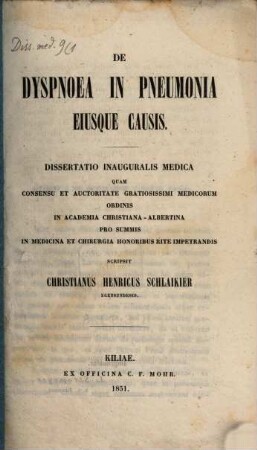 Diss. med. 9(1
DE
DYSPNOEA IN PNEUMONIA
EIUSQUE CAUSIS.
DISSERTATIO INAUGURALIS MEDICA
QUAM
CONSENSU ET AUCTORITATE GRATIOSISSIMI MEDICORUM
ORDINIS
IN ACADEMIA CHRISTIANA-ALBERTINA
PRO SUMMIS
IN MEDICINA ET CHIRURGIA HONORIBUS RITE IMPETRANDIS
SCRIPSIT
CHRISTIANUS HENRICUS SCHLAIKIER
KILIAE.
EX OFFICINA C. F. MOHR.
1851.